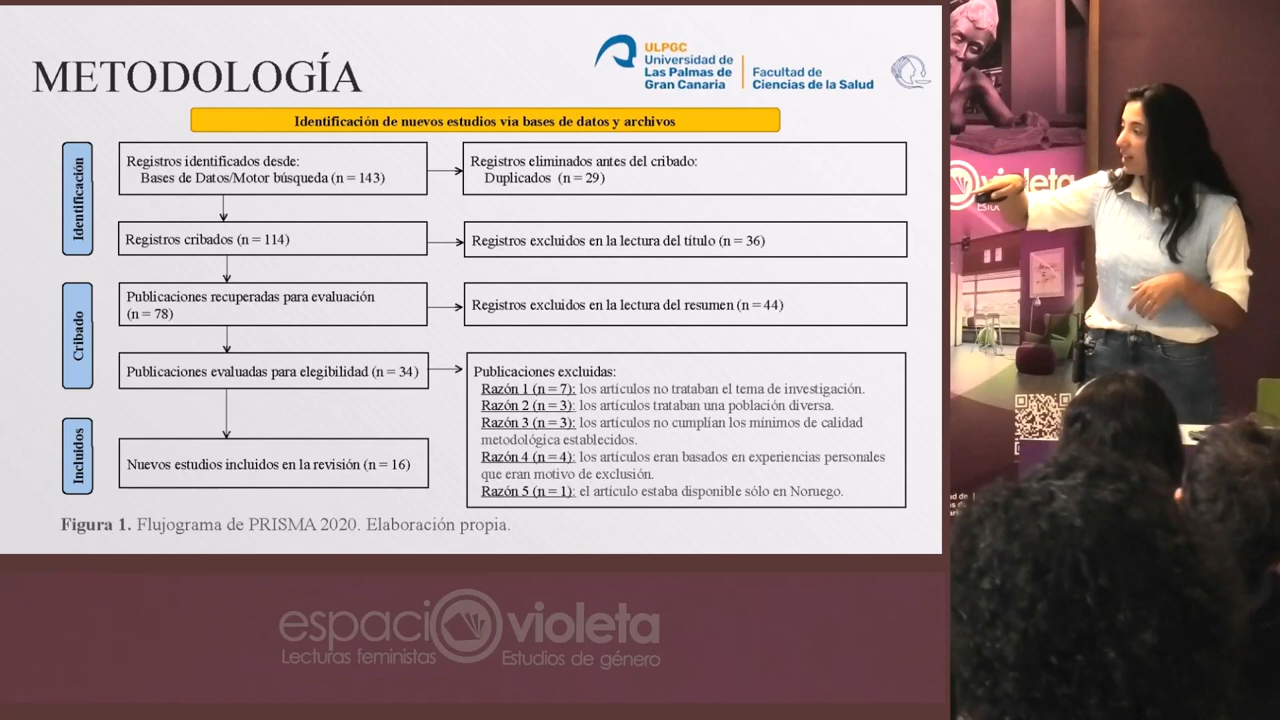 METODOLOGÍA
ULPGC
Universidad de
Las Palmas de
Gran Canaria
Facultad de
Ciencias de la Salud
Identificación de nuevos estudios vía bases de datos y archivos
Identificación
Registros identificados desde:
Bases de Datos/Motor búsqueda (n = 143)
Registros eliminados antes del cribado:
Duplicados (n = 29)
Registros cribados (n = 114)
Registros excluidos en la lectura del título (n = 36)
Cribado
Publicaciones recuperadas para evaluación
(n = 78)
Registros excluidos en la lectura del resumen (n = 44)
Publicaciones evaluadas para elegibilidad (n = 34)
Publicaciones excluidas:
Razón 1 (n = 7): los artículos no trataban el tema de investigación.
Razón 2 (n = 3): los artículos trataban una población diversa.
Razón 3 (n = 3): los artículos no cumplían los mínimos de calidad
metodológica establecidos.
Razón 4 (n = 4): los artículos eran basados en experiencias personales
que eran motivo de exclusión.
Razón 5 (n = 1): el artículo estaba disponible sólo en Noruego.
Incluidos
Nuevos estudios incluidos en la revisión (n = 16)
Figura 1. Flujograma de PRISMA 2020. Elaboración propia.
espacio violeta
Lecturas feministas
Estudios de género
violeta